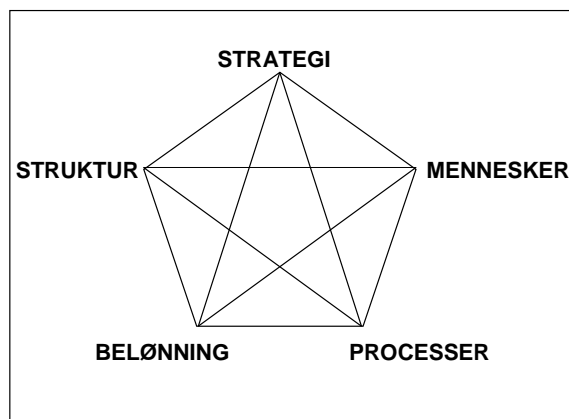 STRATEGI
STRUKTUR
MENNESKER
BELØNNING
PROCESSER